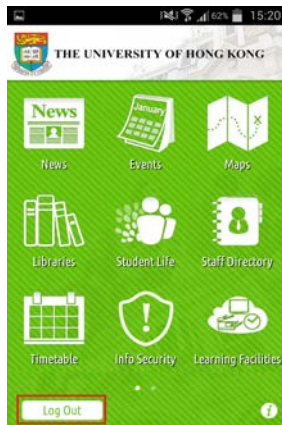 62% 15:20
THE UNIVERSITY OF HONG KONG
News January
News Events Maps
8
Libraries Student Life Staff Directory
Timetable Info Security Learning Facilities
Log Out i